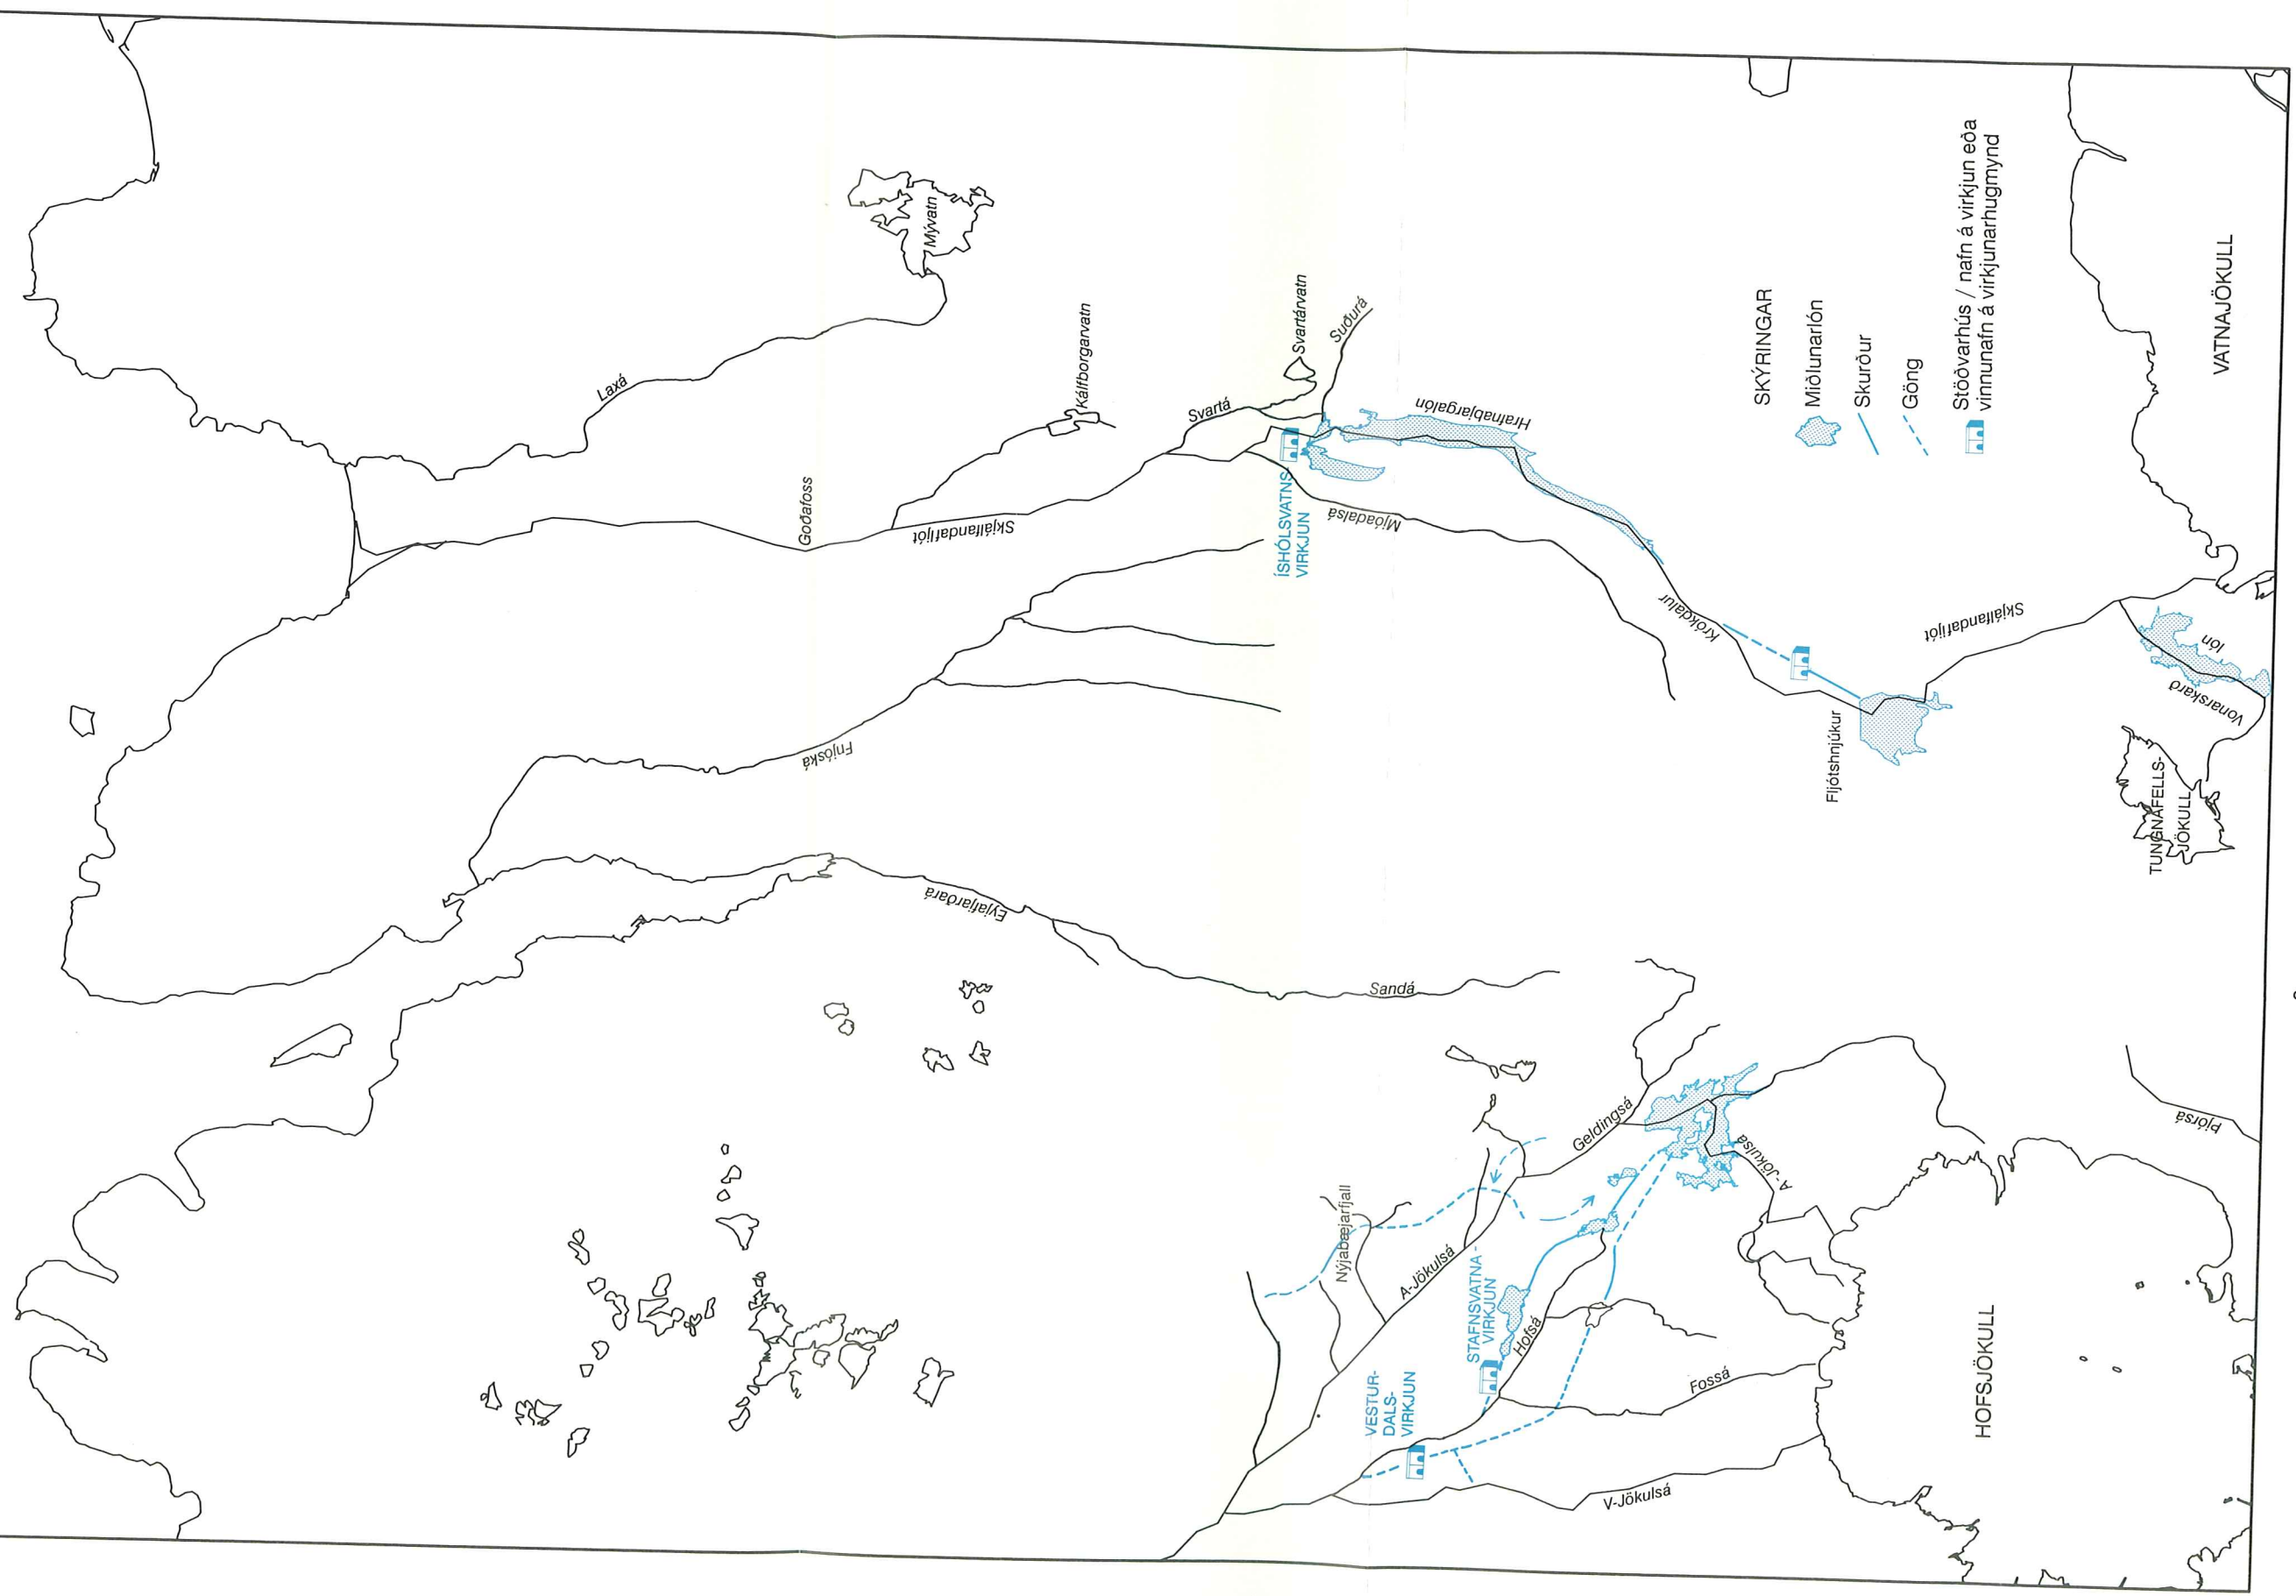 Mývatn
Laxá
Kálfborgarvatn
Goðafoss
Skjálfandafljót
Svartá
Svartárvatn
Suðurá
Hrafnabjargalón
ÍSHÓLSVATNS-
VIRKJUN
Mjóadalsá
Fnjóská
Eyjafjarðará
Sandá
Krókdalur
Fljótshnjúkur
Skjálfandafljót
Vonarskarð
lón
TUNGNAFELLS-
JÖKULL
VATNAJÖKULL
SKÝRINGAR
Miðlunarlón
Skurður
Göng
Stöðvarhús / nafn á virkjun eða
vinnunafn á virkjunarhugmynd
Nýjabæjarfjall
Geldingsá
A-Jökulsá
A-Jökulsá
STAFNSVATNA-
VIRKJUN
Hofsá
VESTUR-
DALS-
VIRKJUN
Fossá
V-Jökulsá
HOFSJÖKULL
Þjórsá